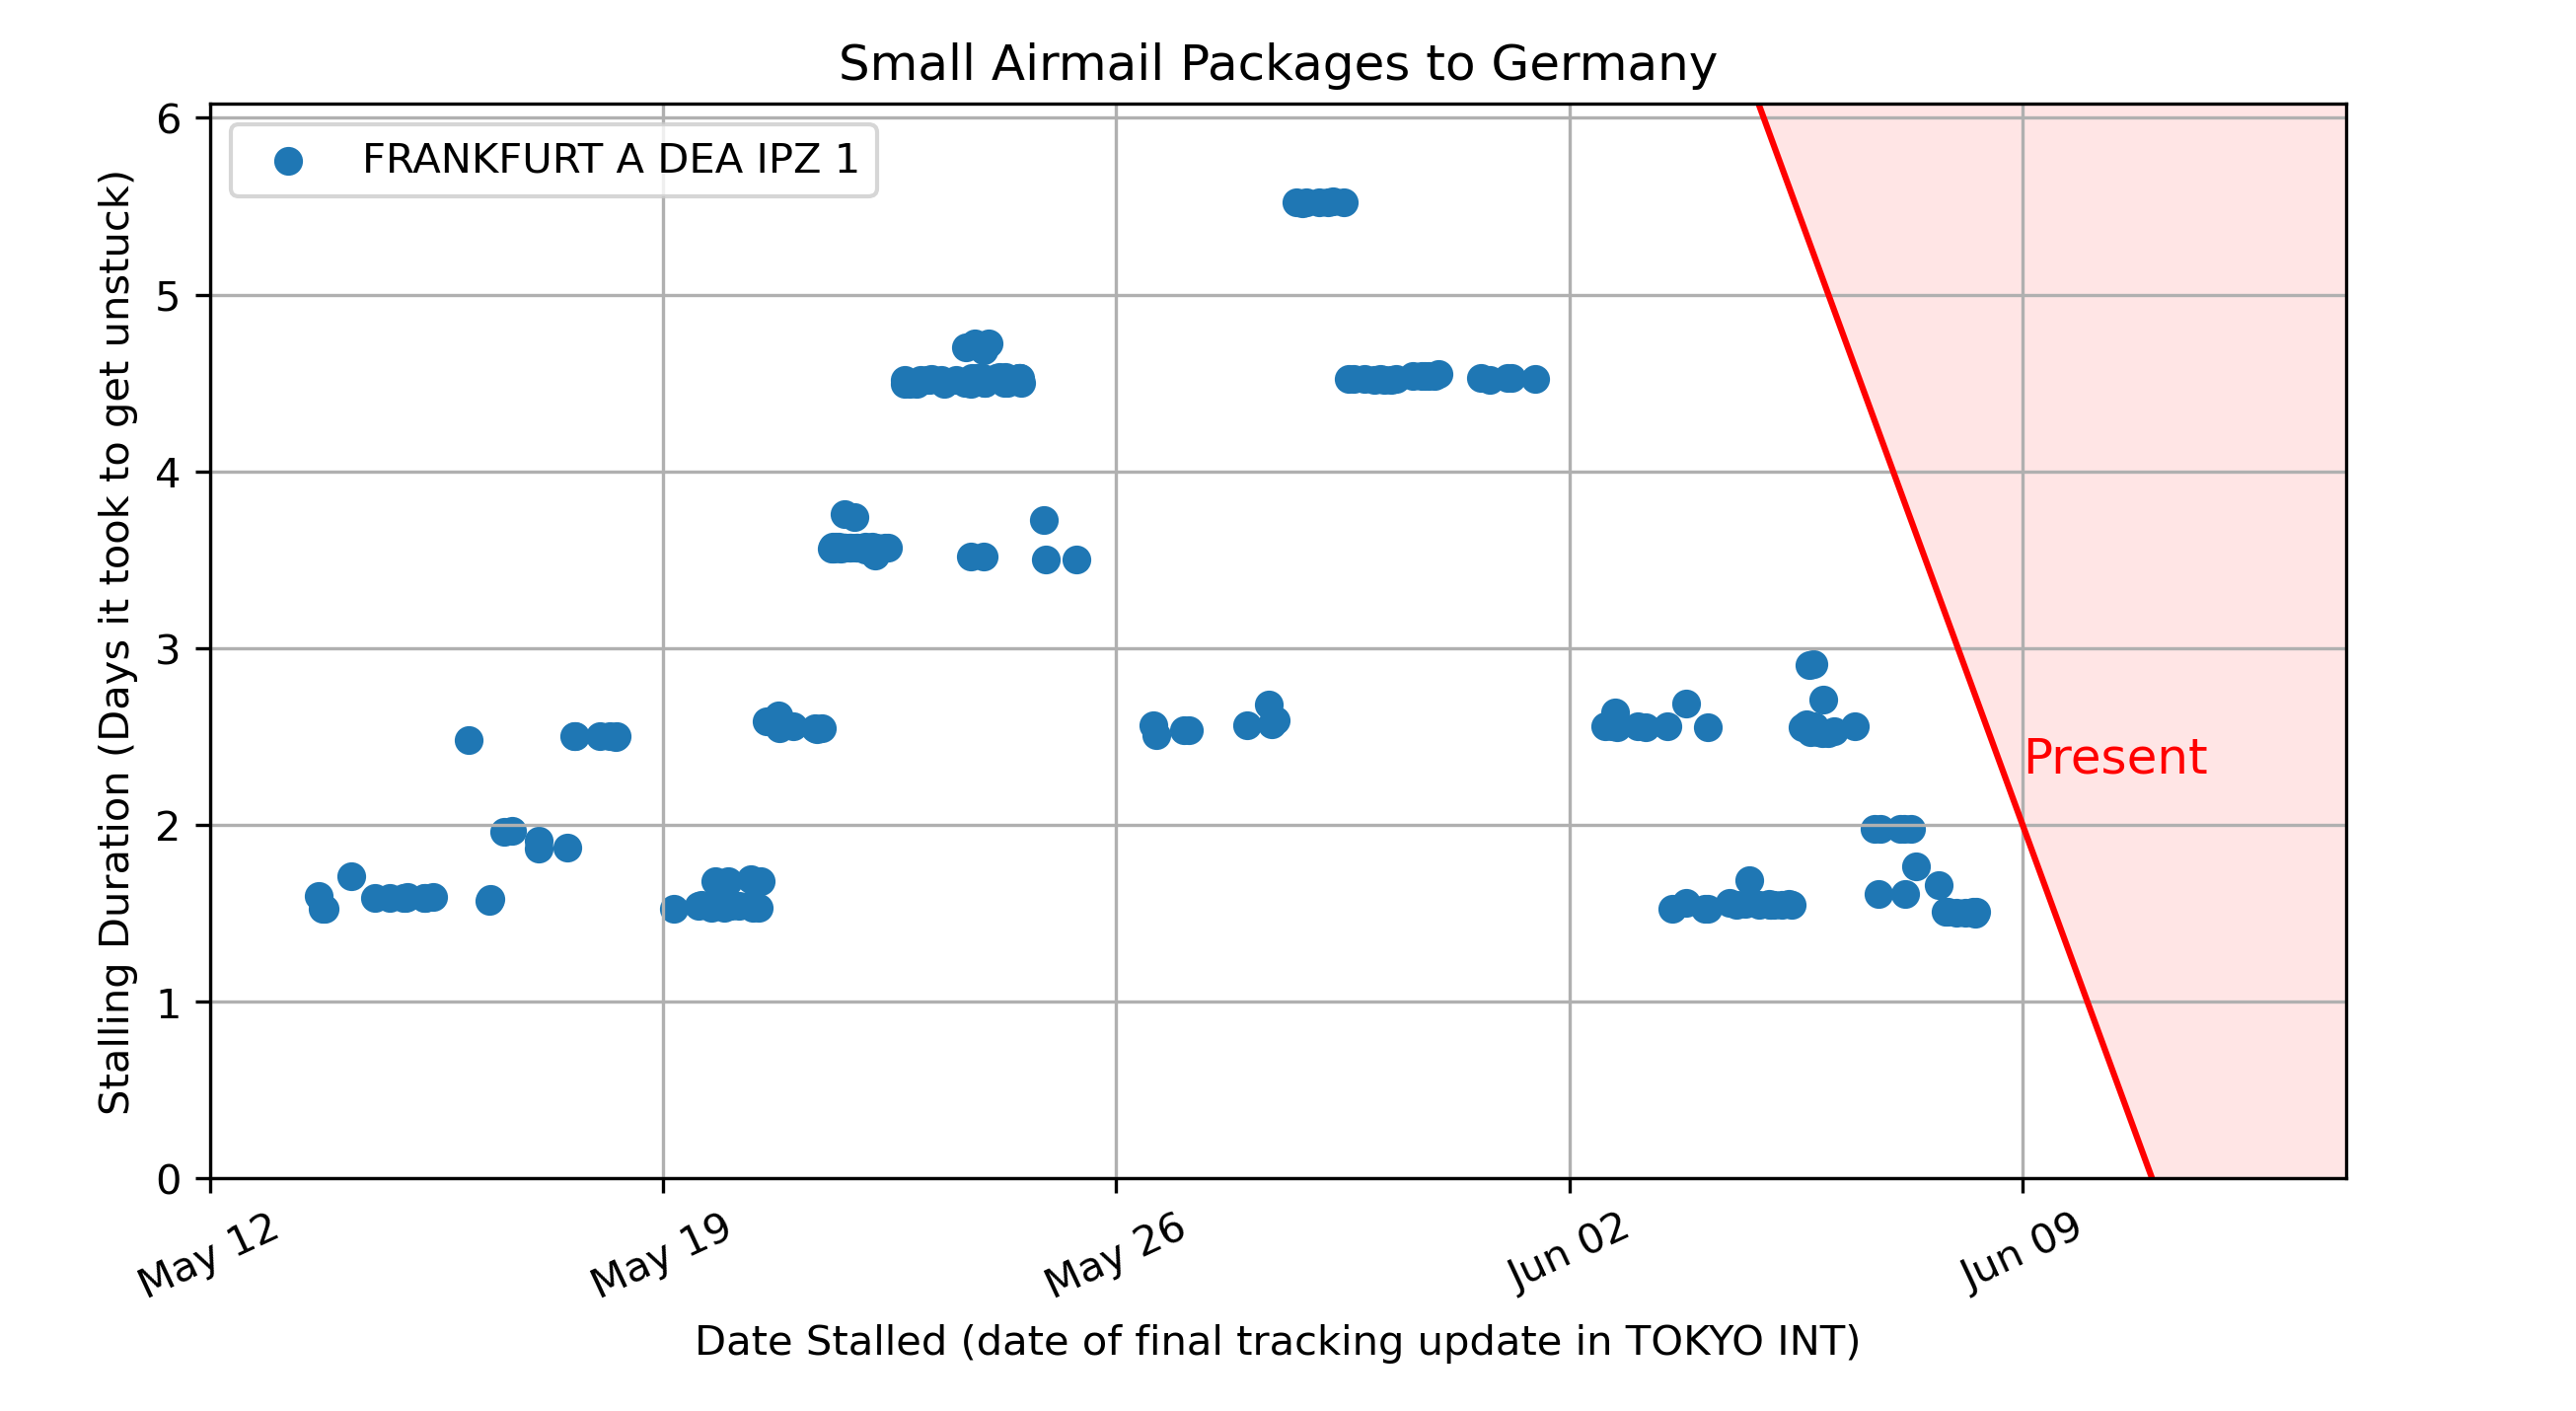 Small Airmail Packages to Germany
FRANKFURT A DEA IPZ 1
Stalling Duration (Days it took to get unstuck)
6
5
4
3
2
1
0
Present
May 12
May 19
May 26
Jun 02
Jun 09
Date Stalled (date of final tracking update in TOKYO INT)